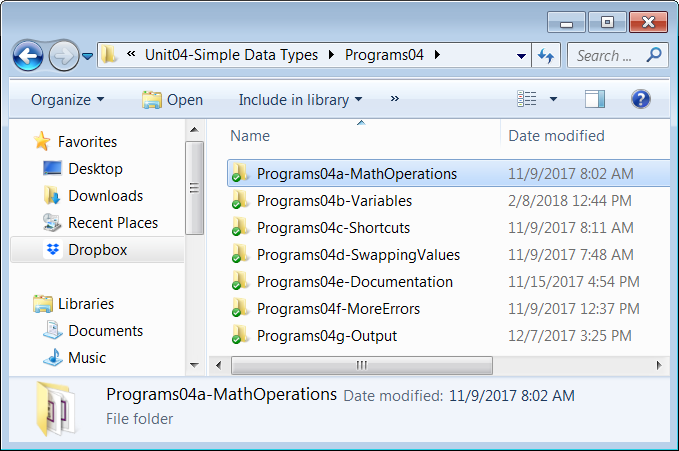 « Unit04-Simple Data Types Programs04 Search ...
Organize Open Include in library »
Name Date modified
Favorites
Desktop
Downloads
Recent Places
Dropbox
Libraries
Documents
Music
Programs04a-MathOperations 11/9/2017 8:02 AM
Programs04b-Variables 2/8/2018 12:44 PM
Programs04c-Shortcuts 11/9/2017 8:11 AM
Programs04d-SwappingValues 11/9/2017 7:48 AM
Programs04e-Documentation 11/15/2017 4:54 PM
Programs04f-MoreErrors 11/9/2017 12:37 PM
Programs04g-Output 12/7/2017 3:25 PM
Programs04a-MathOperations Date modified: 11/9/2017 8:02 AM
File folder